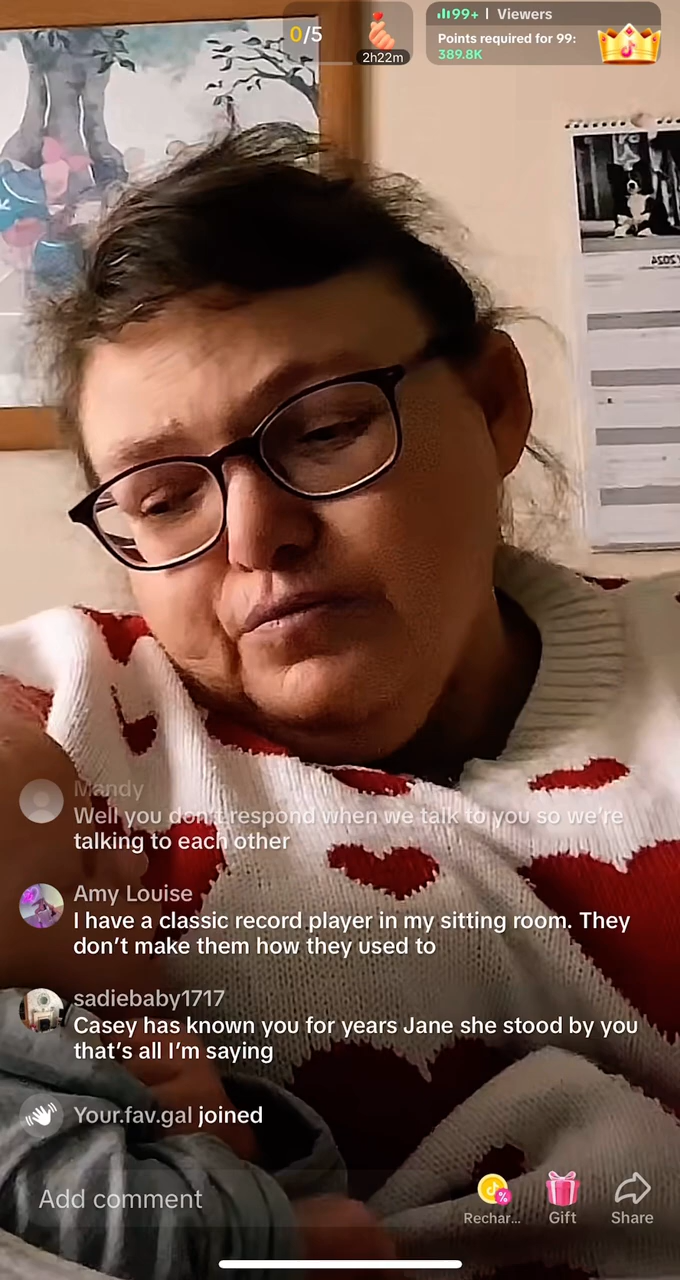 0/5
2h22m
99+ | Viewers
Points required for 99:
389.8K
2024
Mandy
Well you don't respond when we talk to you so we're
talking to each other
Amy Louise
I have a classic record player in my sitting room. They
don't make them how they used to
sadiebaby1717
Casey has known you for years Jane she stood by you
that's all I'm saying
Your.fav.gal joined
Add comment
Rechar...
Gift
Share